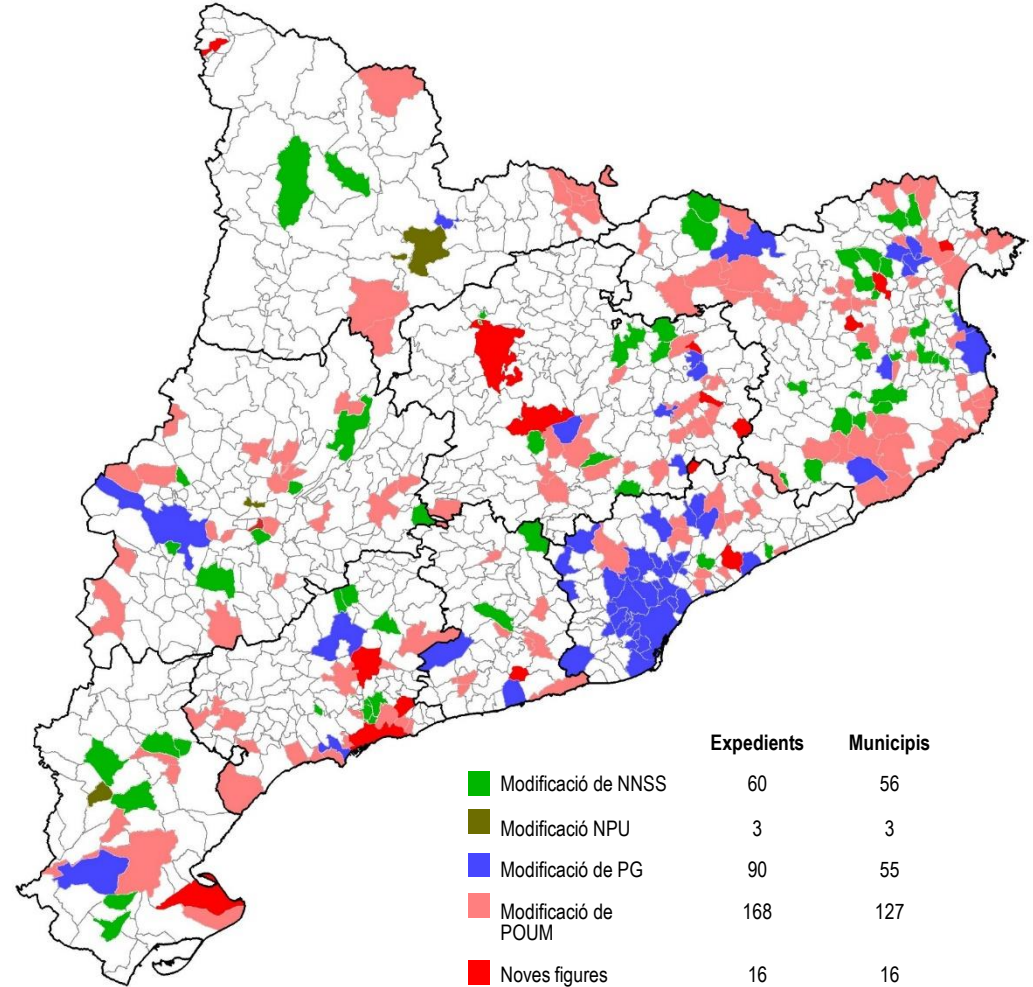 Expedients Municipis
Modificació de NNSS 60 56
Modificació NPU 3 3
Modificació de PG 90 55
Modificació de
POUM 168 127
Noves figures 16 16